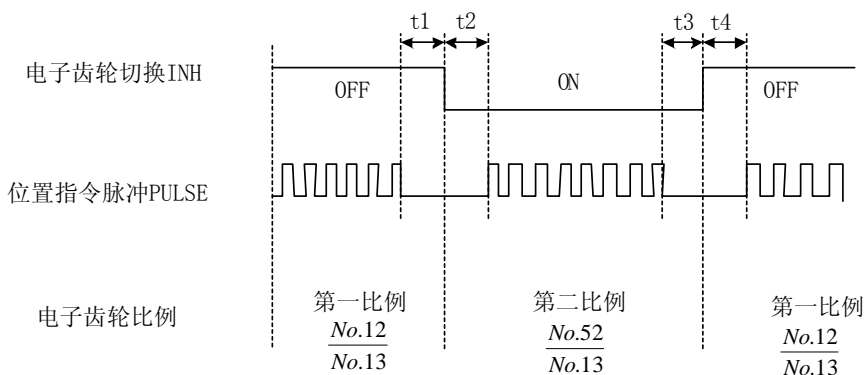 t1 t2 t3 t4
电子齿轮切换INH
OFF ON OFF
位置指令脉冲PULSE
电子齿轮比例
第一比例 第二比例 第一比例
No.12 No.52 No.12
No.13 No.13 No.13